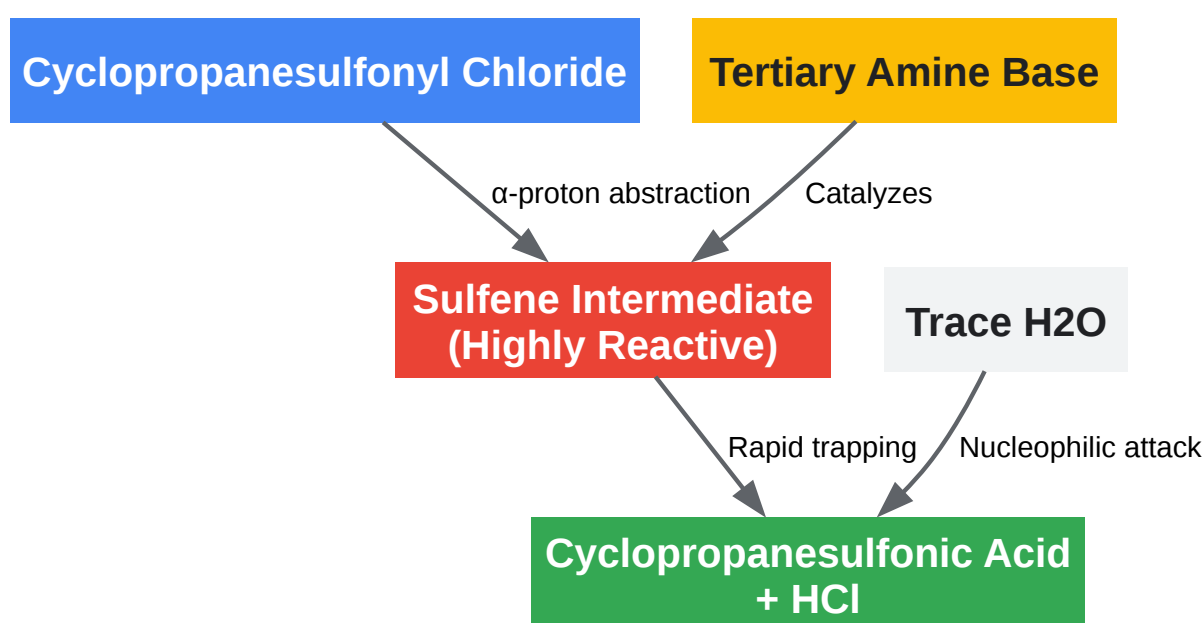 Cyclopropanesulfonyl Chloride
Tertiary Amine Base
α-proton abstraction
Catalyzes
Sulfene Intermediate
(Highly Reactive)
Trace H2O
Rapid trapping
Nucleophilic attack
Cyclopropanesulfonic Acid
+ HCl